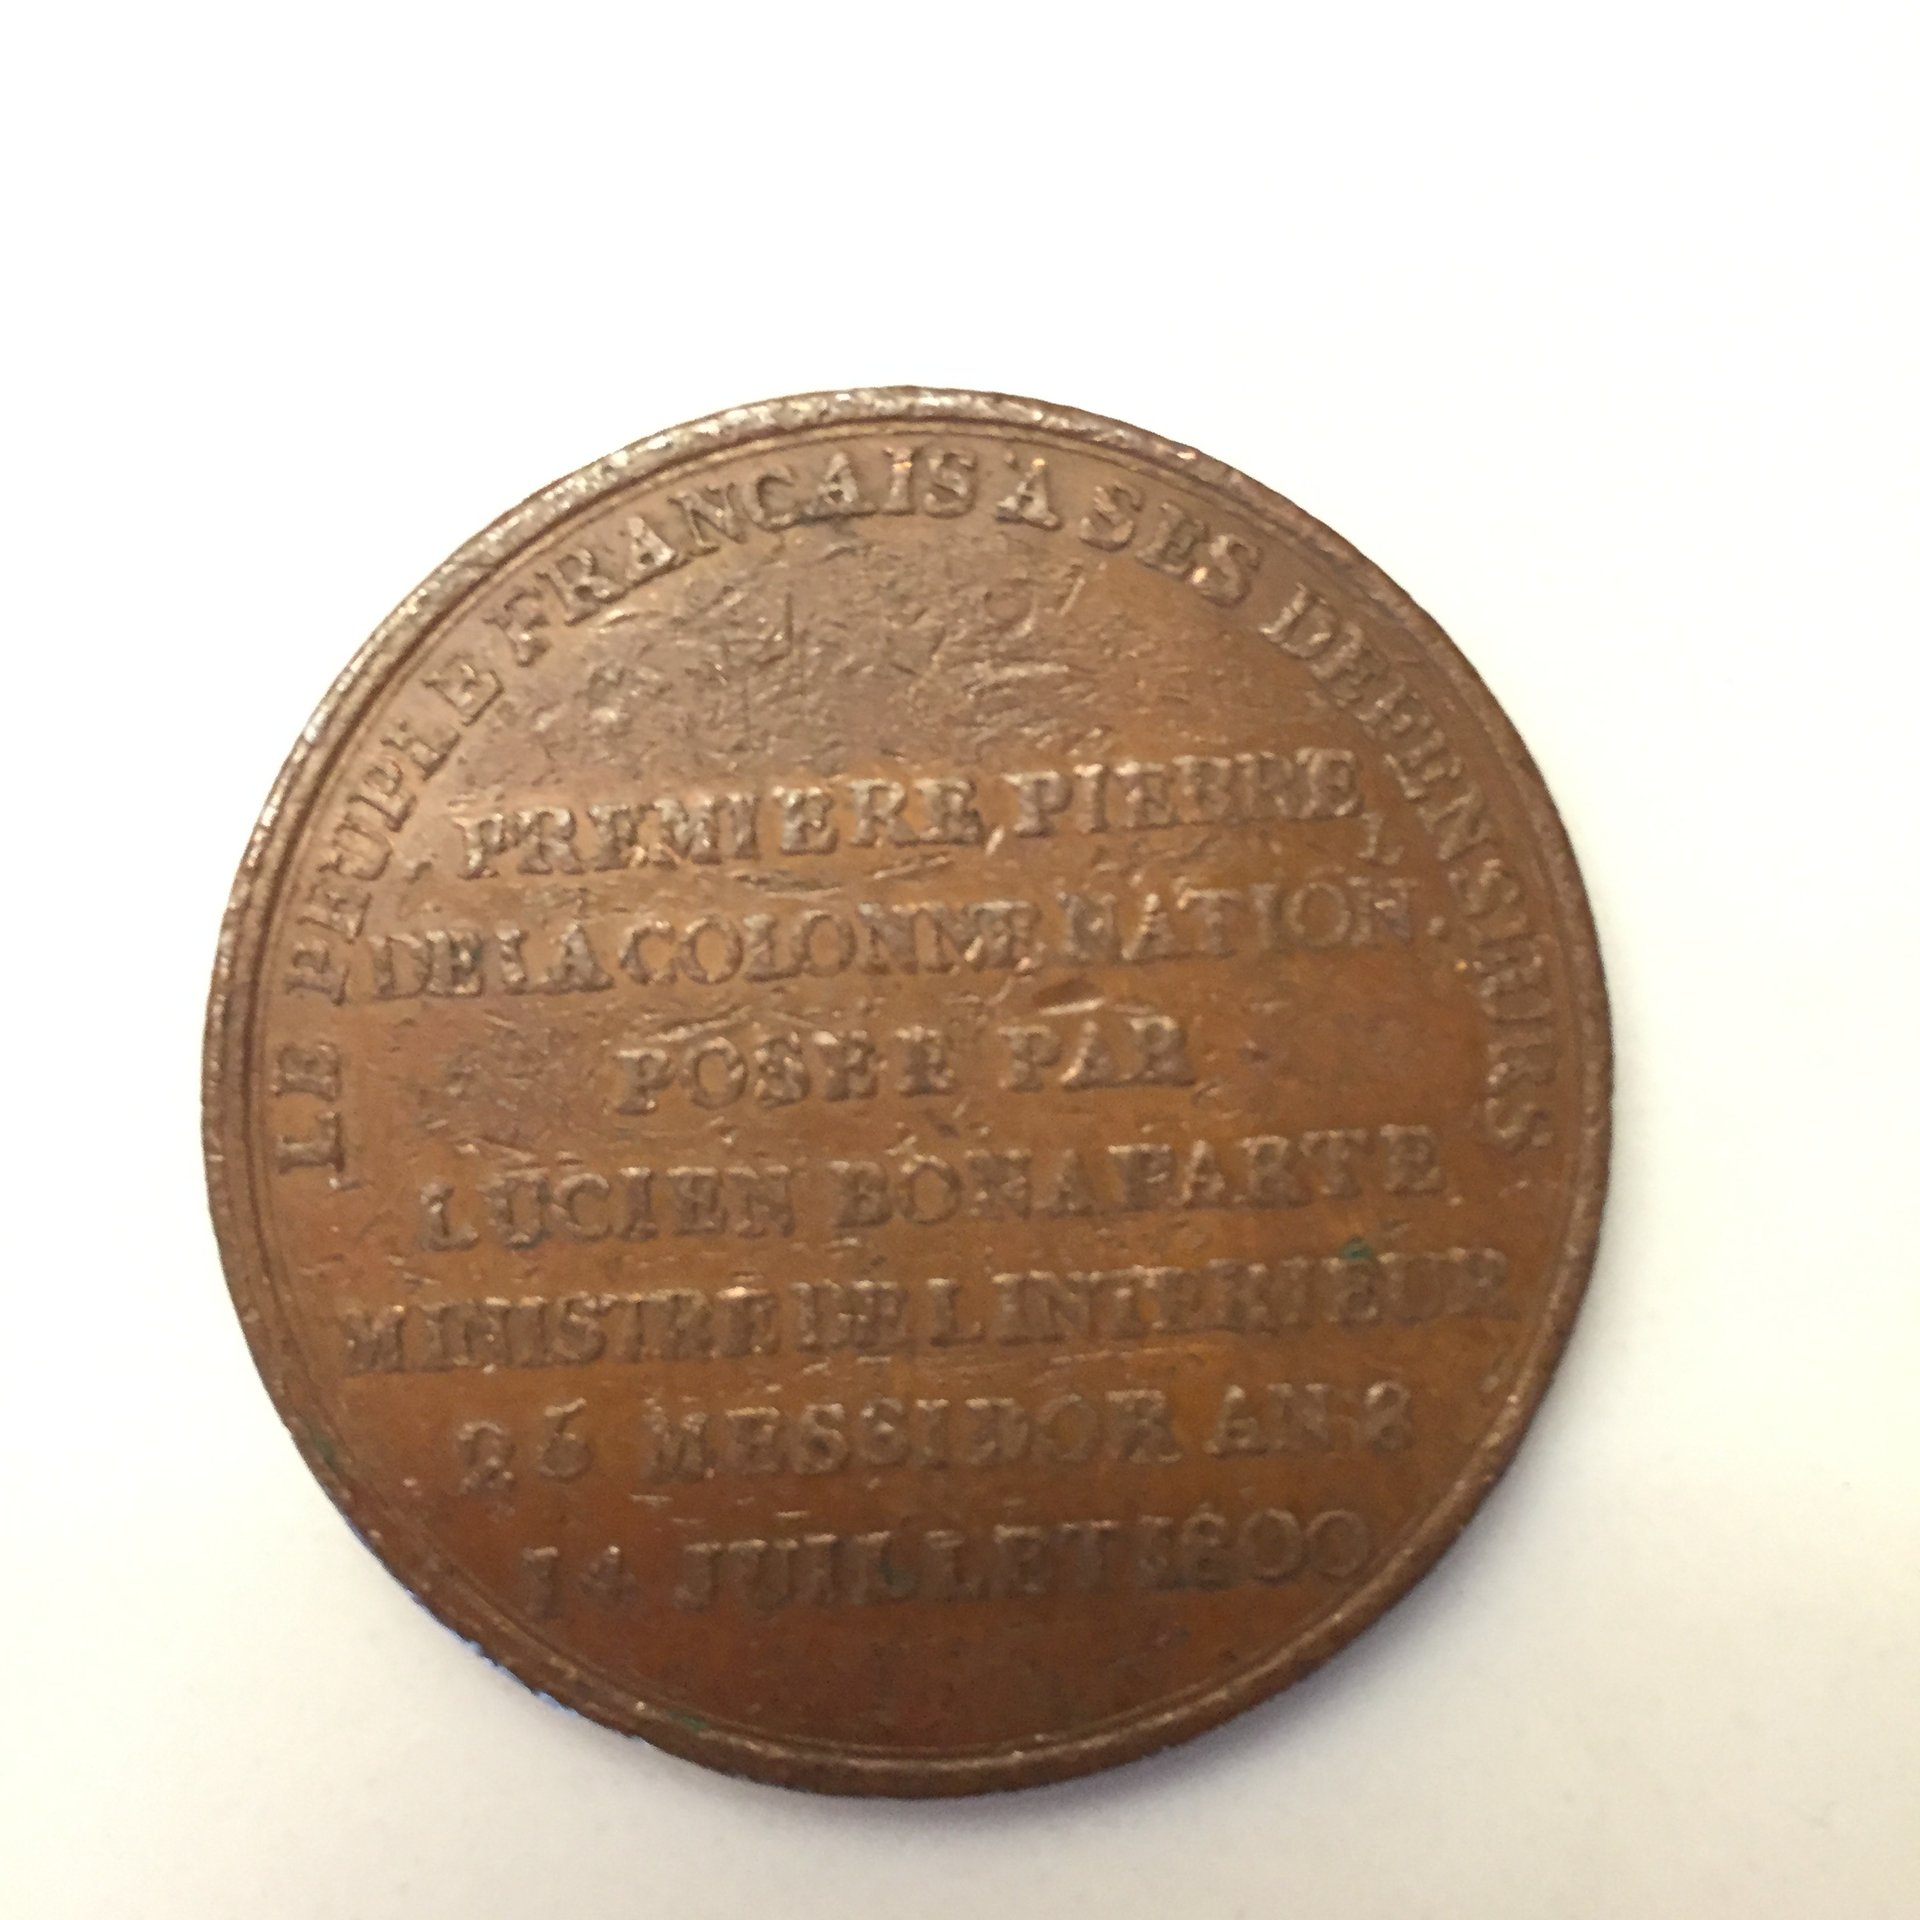 LE PEUPLE FRANCAIS À SES DÉFENSEURS
PREMIERE PIERRE
DE LA COLONNE NATION.
POSEE PAR
LUCIEN BONAPARTE
MINISTRE DE L INTERIEUR
25 MESSIDOR AN 8
14 JUILLET 1800